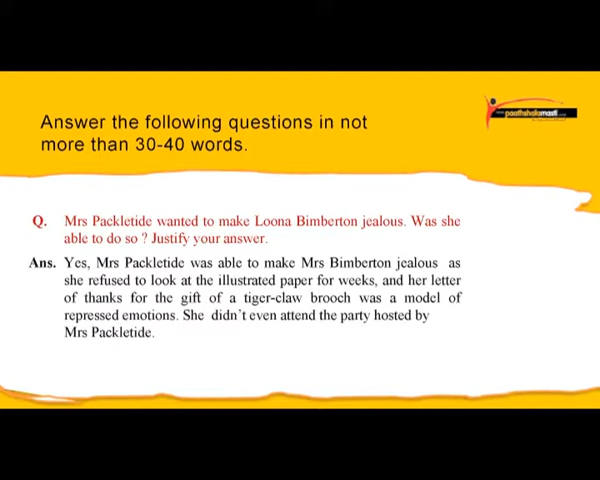 Answer the following questions in not
more than 30-40 words.
paathshalamasti
Q. Mrs Packletide wanted to make Loona Bimberton jealous. Was she
able to do so ? Justify your answer.
Ans. Yes, Mrs Packletide was able to make Mrs Bimberton jealous as
she refused to look at the illustrated paper for weeks, and her letter
of thanks for the gift of a tiger-claw brooch was a model of
repressed emotions. She didn't even attend the party hosted by
Mrs Packletide.